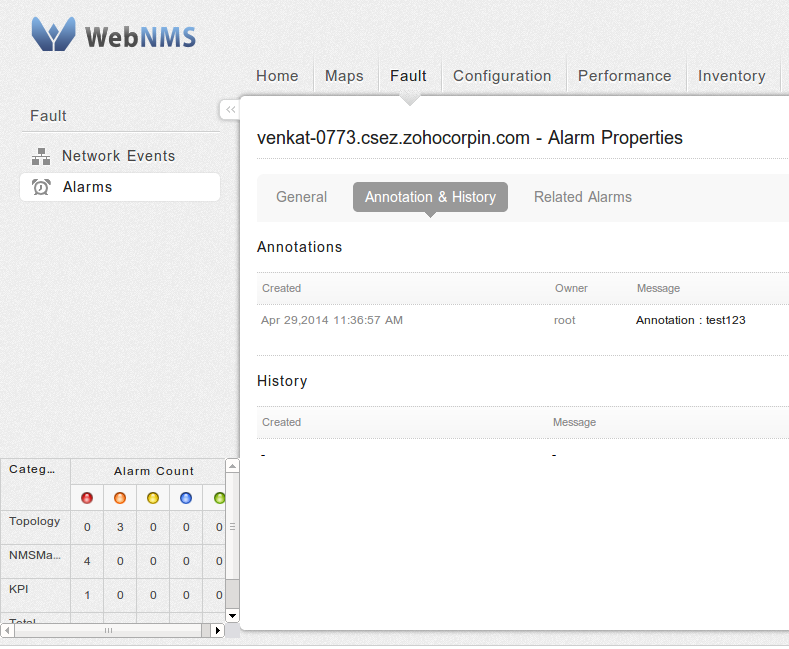 WebNMS
Home Maps Fault Configuration Performance Inventory
Fault
Network Events
Alarms
venkat-0773.csez.zohocorpin.com - Alarm Properties
General Annotation & History Related Alarms
Annotations
Created Owner Message
Apr 29,2014 11:36:57 AM root Annotation : test123
History
Created Message
- -
Categ... Alarm Count
Topology 0 3 0 0 0
NMSMa... 4 0 0 0 0
KPI 1 0 0 0 0
Total